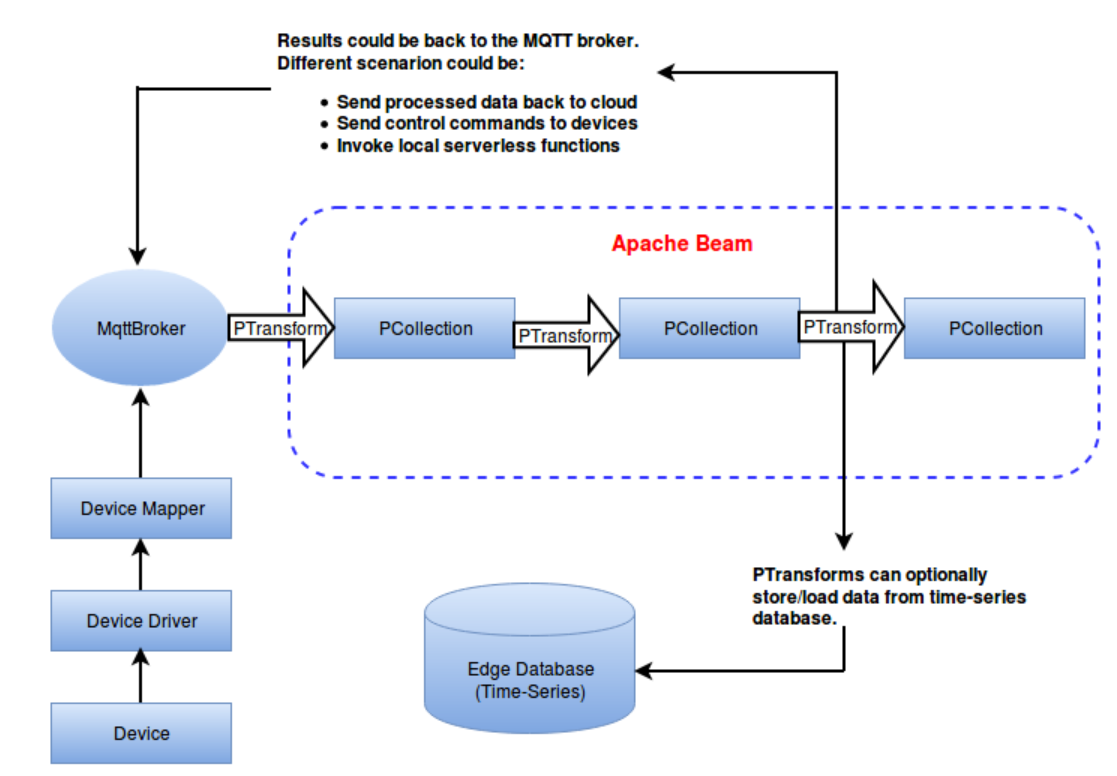 Results could be back to the MQTT broker.
Different scenarion could be:
• Send processed data back to cloud
• Send control commands to devices
• Invoke local serverless functions
Apache Beam
MqttBroker
PTransform
PCollection
PTransform
PCollection
PTransform
PCollection
Device Mapper
Device Driver
Device
PTransforms can optionally
store/load data from time-series
database.
Edge Database
(Time-Series)